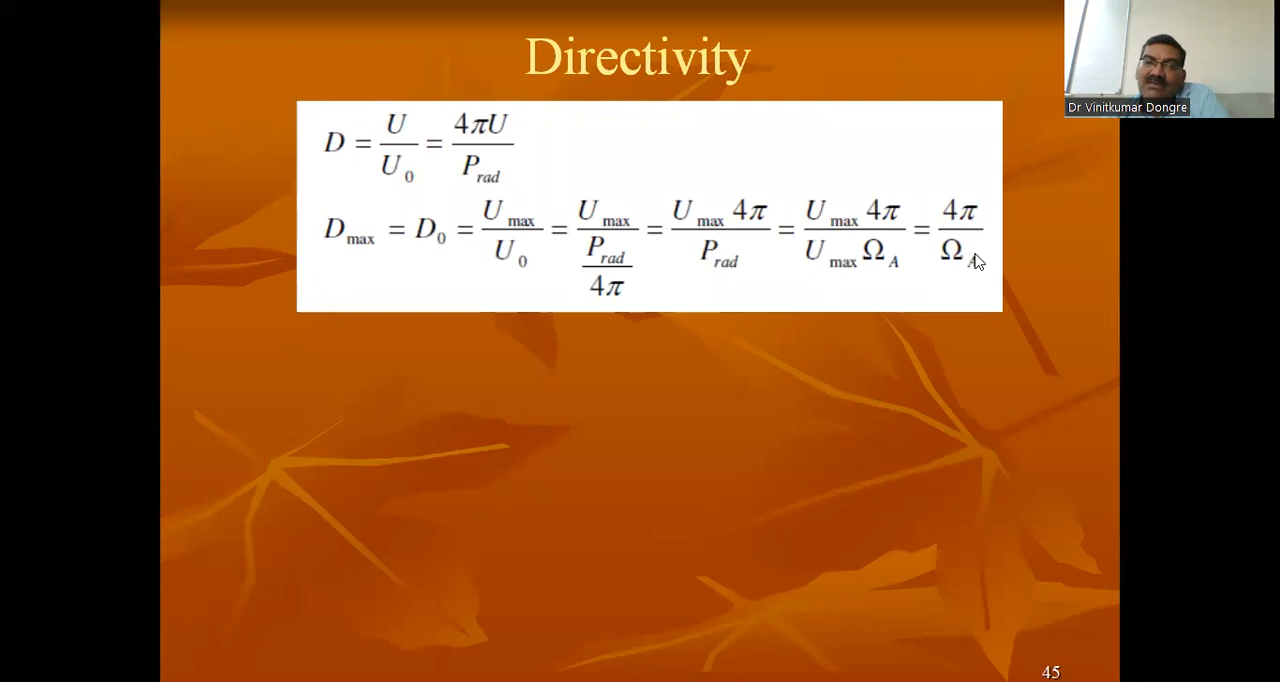 Directivity
Dr Vinitkumar Dongre
D = U / U_0 = 4πU / P_rad
D_max = D_0 = U_max / U_0 = U_max / (P_rad / 4π) = U_max 4π / P_rad = U_max 4π / U_max Ω_A = 4π / Ω_A
45